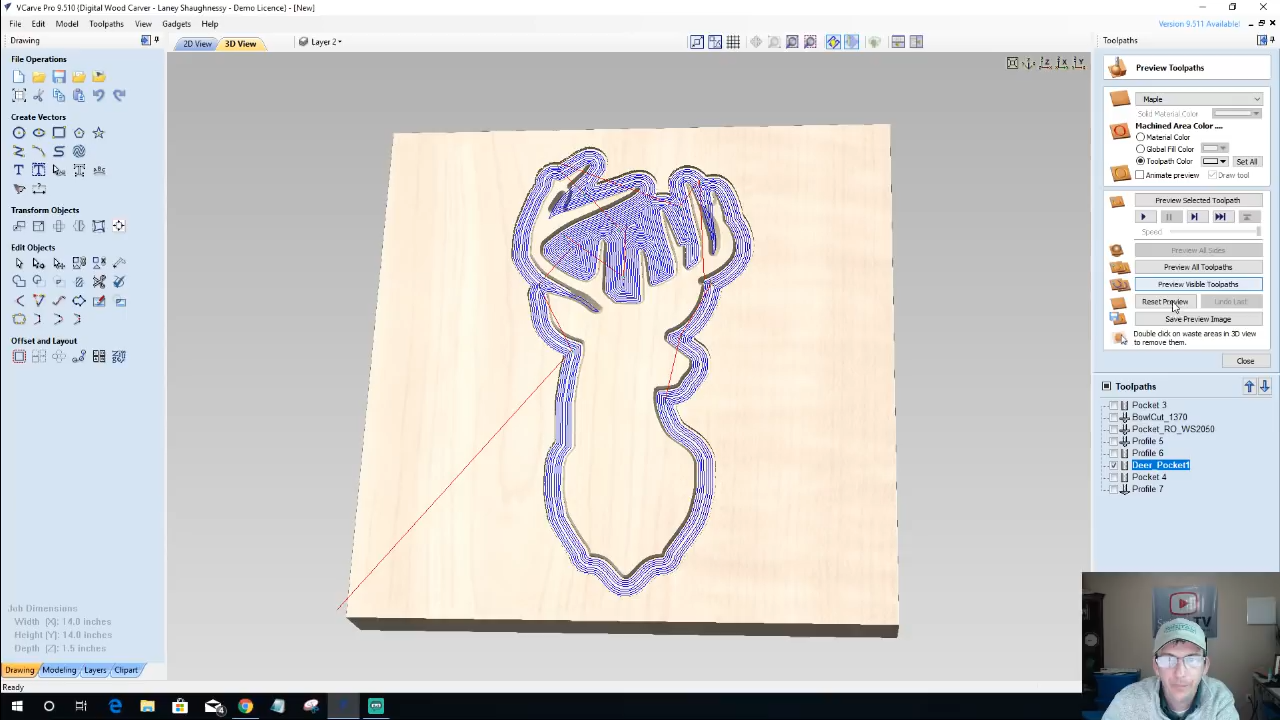 VCarve Pro 9.510 {Digital Wood Carver - Laney Shaughnessy - Demo Licence} - [New]
File Edit Model Toolpaths View Gadgets Help
Version 9.511 Available!
Drawing
2D View 3D View Layer 2
Toolpaths
File Operations
Create Vectors
Transform Objects
Edit Objects
Offset and Layout
Job Dimensions
Width [X]: 14.0 inches
Height [Y]: 14.0 inches
Depth [Z]: 1.5 inches
Drawing Modeling Layers Clipart
Ready
Preview Toolpaths
Maple
Solid Material Color
Machined Area Color ....
Material Color
Global Fill Color
Toolpath Color Set All
Animate preview Draw tool
Preview Selected Toolpath
Speed
Preview All Sides
Preview All Toolpaths
Preview Visible Toolpaths
Reset Preview Undo Last
Save Preview Image
Double click on waste areas in 3D view
to remove them.
Close
Toolpaths
Pocket 3
BowlCut_1370
Pocket_RO_WS2050
Profile 5
Profile 6
Deer_Pocket1
Pocket 4
Profile 7